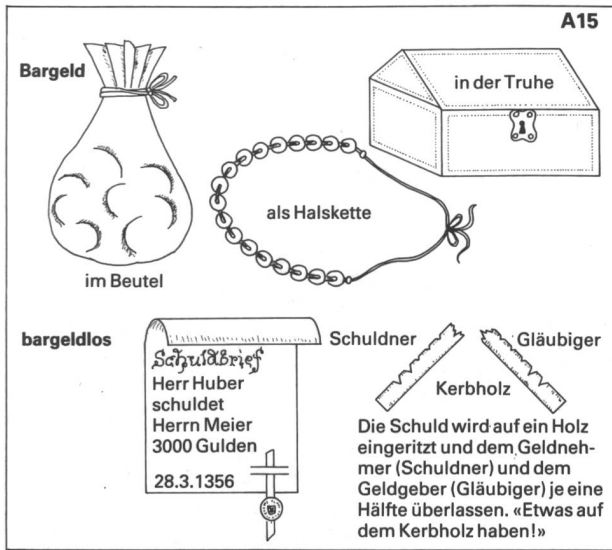 A15
Bargeld
in der Truhe
als Halskette
im Beutel
bargeldlos
Schuldbrief
Herr Huber
schuldet
Herrn Meier
3000 Gulden
28.3.1356
Schuldner
Gläubiger
Kerbholz
Die Schuld wird auf ein Holz
eingeritzt und dem Geldneh-
mer (Schuldner) und dem
Geldgeber (Gläubiger) je eine
Hälfte überlassen. «Etwas auf
dem Kerbholz haben!»